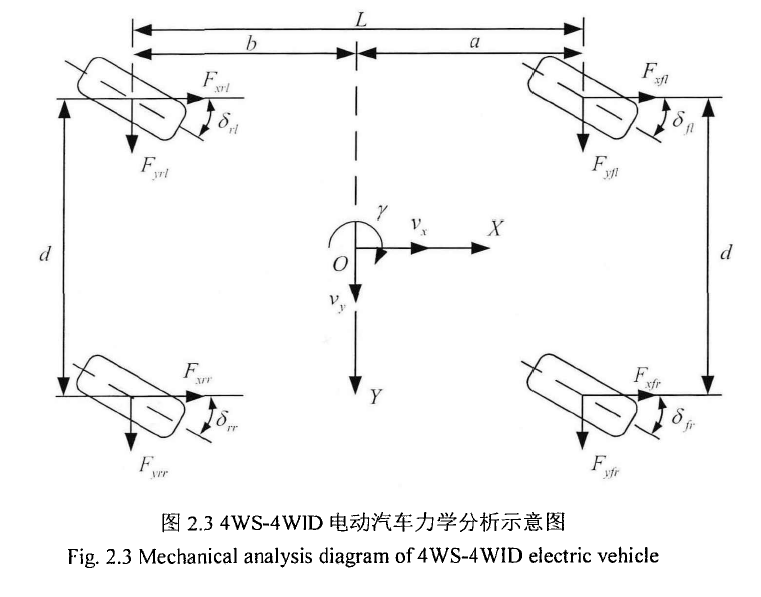 L
b
a
F_xrl
F_xfl
δ_rl
δ_fl
F_yrl
F_yfl
γ
v_x
X
d
O
d
v_y
F_xrr
F_xfr
Y
δ_rr
δ_fr
F_yrr
F_yfr
图 2.3 4WS-4WID 电动汽车力学分析示意图
Fig. 2.3 Mechanical analysis diagram of 4WS-4WID electric vehicle